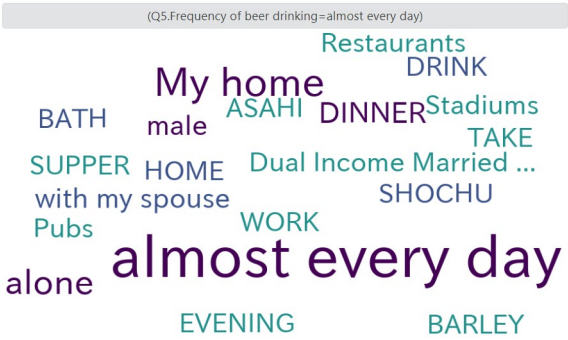 (Q5.Frequency of beer drinking=almost every day)
Restaurants
DRINK
My home
ASAHI
DINNER
Stadiums
BATH
male
TAKE
SUPPER
HOME
Dual Income Married ...
with my spouse
SHOCHU
Pubs
WORK
almost every day
alone
EVENING
BARLEY